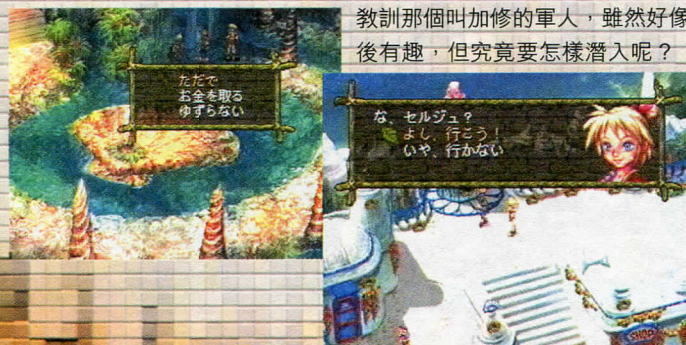 教訓那個叫加修的軍人，雖然好像
後有趣，但究竟要怎樣潛入呢？
ただで
お金を取る
ゆずらない
な、セルジュ？
よし、行こう！
いや、行かない
SHOP